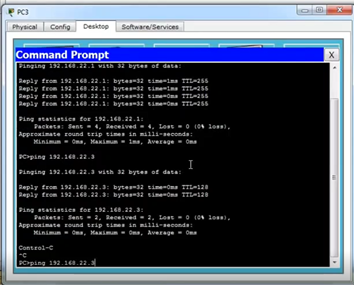 PC3
Physical Config Desktop Software/Services
Command Prompt X
Pinging 192.168.22.1 with 32 bytes of data:
Reply from 192.168.22.1: bytes=32 time=1ms TTL=255
Reply from 192.168.22.1: bytes=32 time=0ms TTL=255
Reply from 192.168.22.1: bytes=32 time=0ms TTL=255
Reply from 192.168.22.1: bytes=32 time=0ms TTL=255
Ping statistics for 192.168.22.1:
Packets: Sent = 4, Received = 4, Lost = 0 (0% loss),
Approximate round trip times in milli-seconds:
Minimum = 0ms, Maximum = 1ms, Average = 0ms
PC>ping 192.168.22.3
Pinging 192.168.22.3 with 32 bytes of data:
Reply from 192.168.22.3: bytes=32 time=0ms TTL=128
Reply from 192.168.22.3: bytes=32 time=0ms TTL=128
Ping statistics for 192.168.22.3:
Packets: Sent = 2, Received = 2, Lost = 0 (0% loss),
Approximate round trip times in milli-seconds:
Minimum = 0ms, Maximum = 0ms, Average = 0ms
Control-C
^C
PC>ping 192.168.22.3